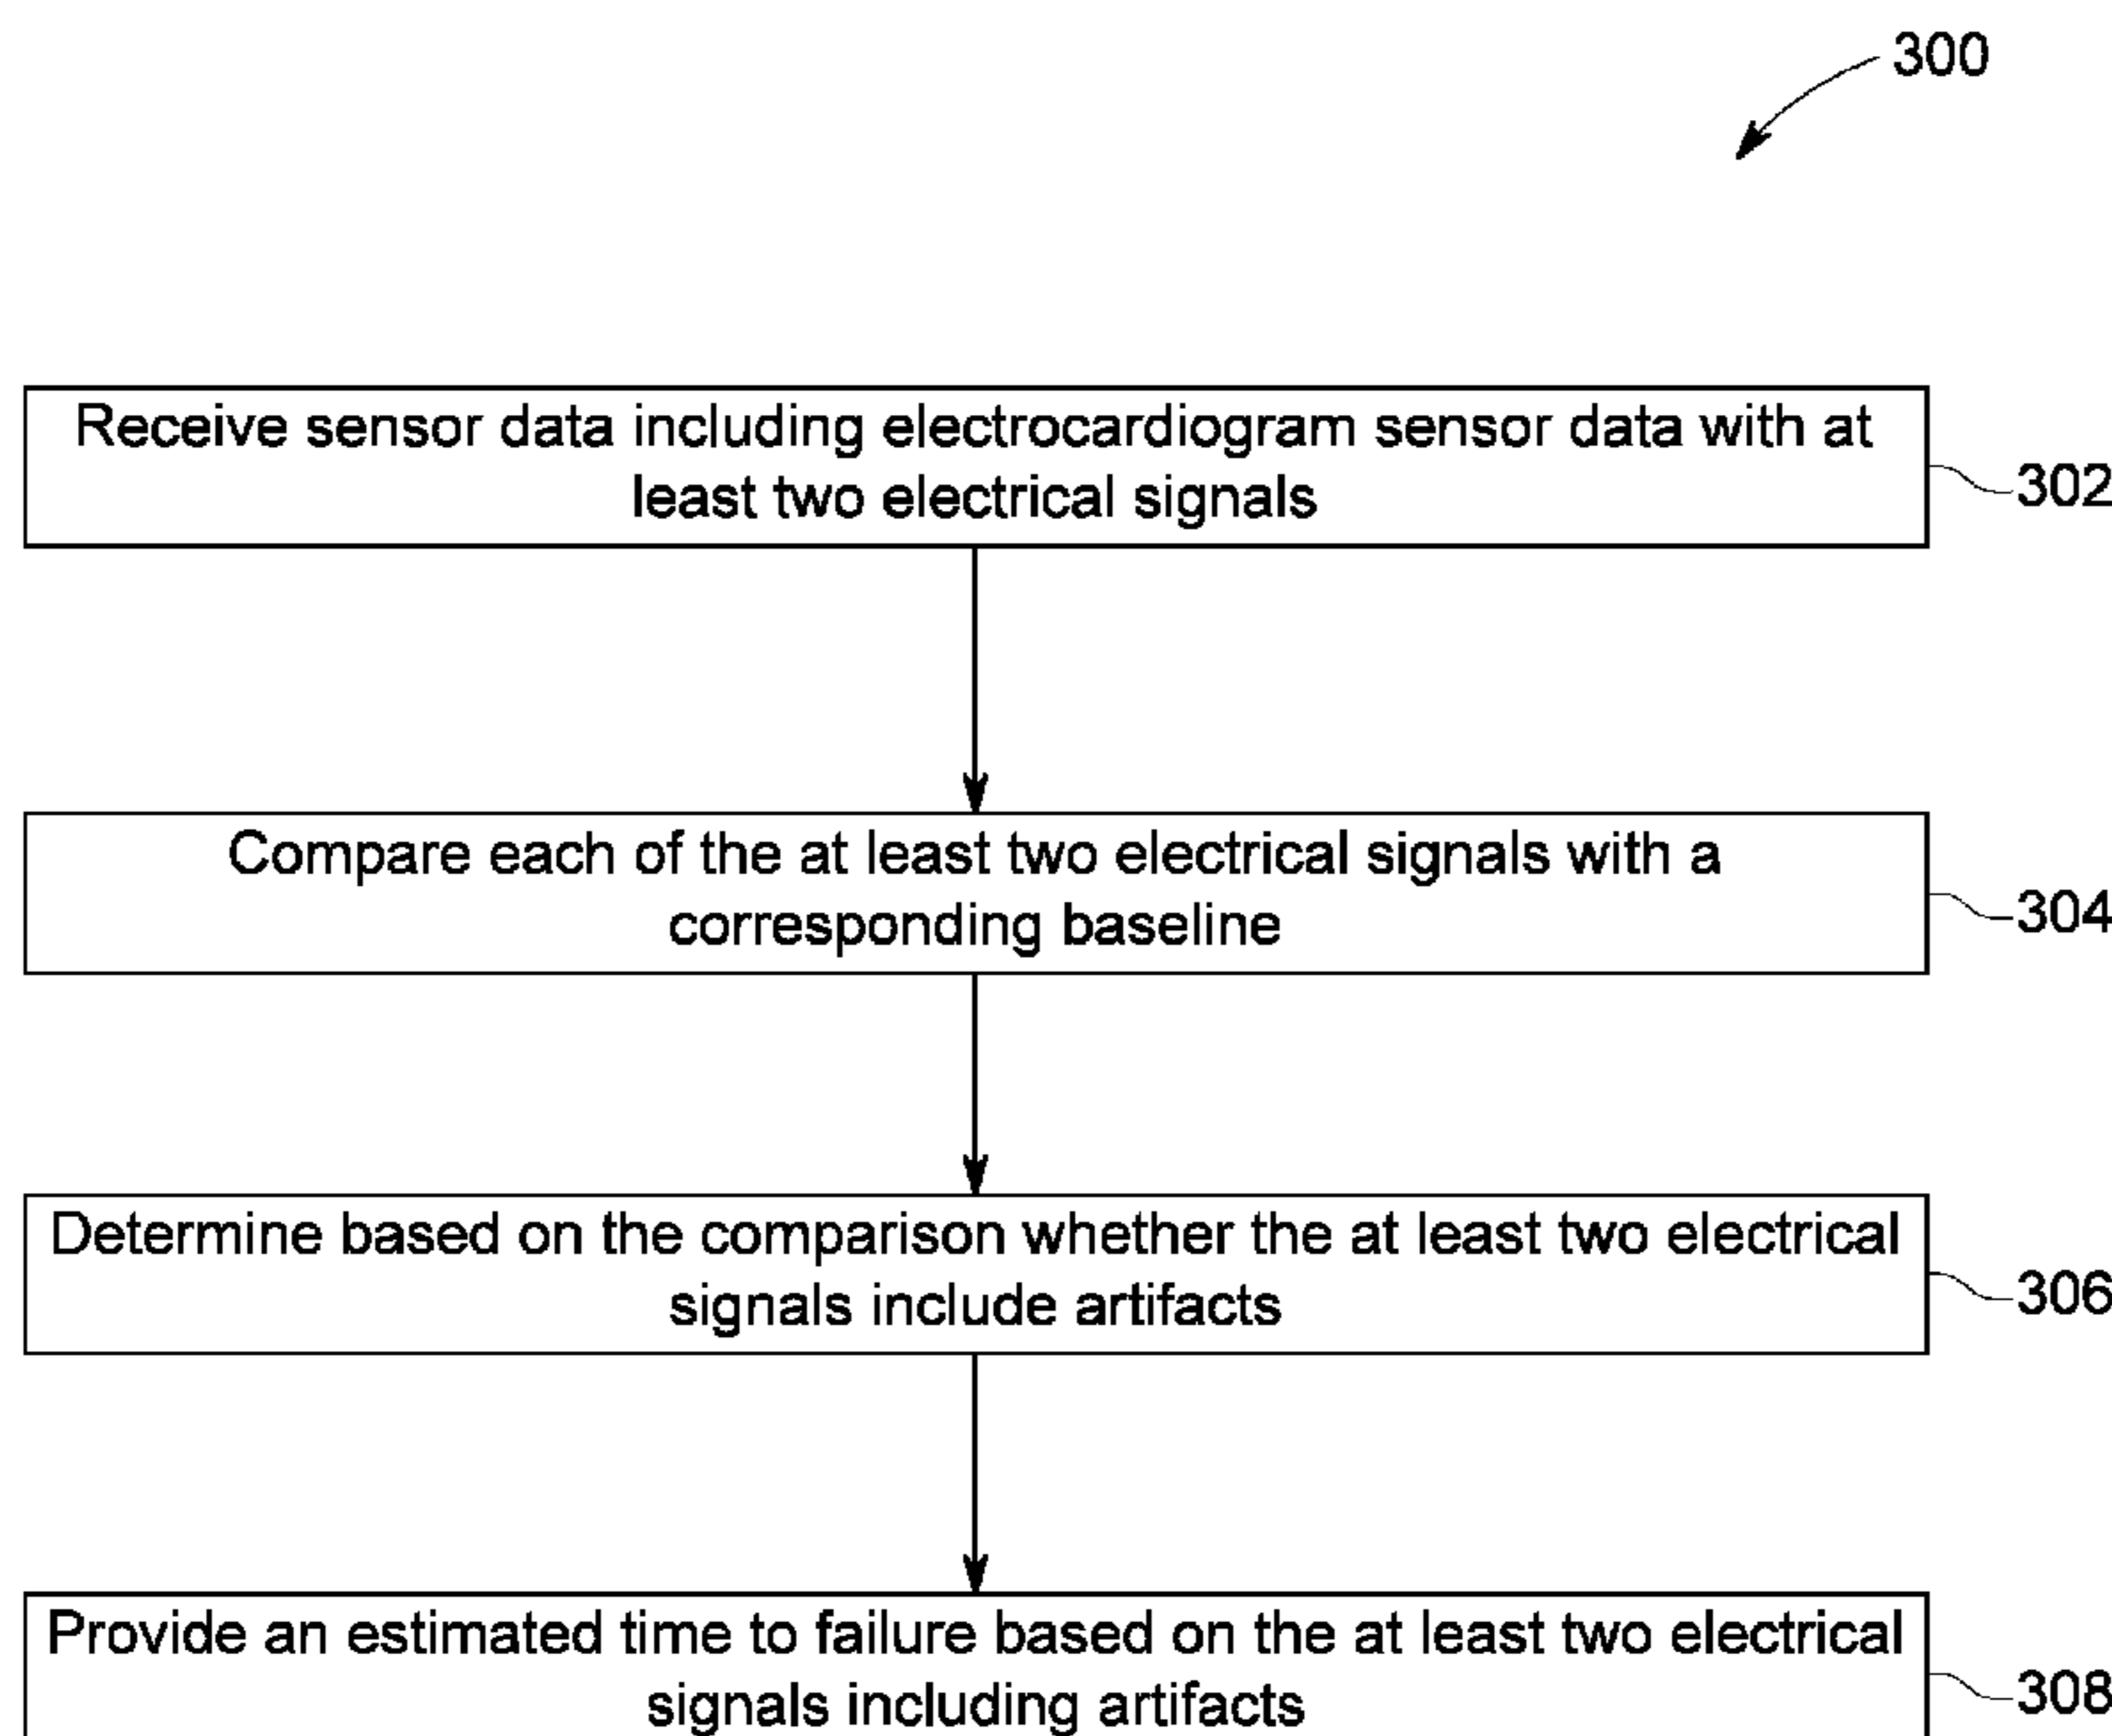 300
Receive sensor data including electrocardiogram sensor data with at
least two electrical signals
302
Compare each of the at least two electrical signals with a
corresponding baseline
304
Determine based on the comparison whether the at least two electrical
signals include artifacts
306
Provide an estimated time to failure based on the at least two electrical
signals including artifacts
308